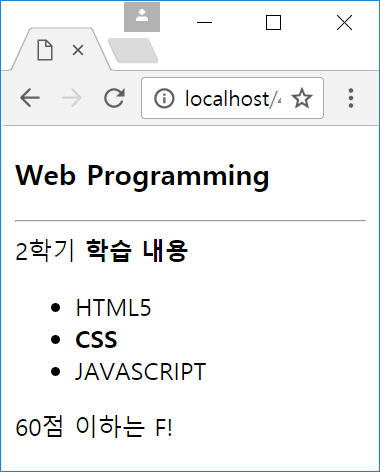 localhost/4
Web Programming
2학기 학습 내용
HTML5
CSS
JAVASCRIPT
60점 이하는 F!